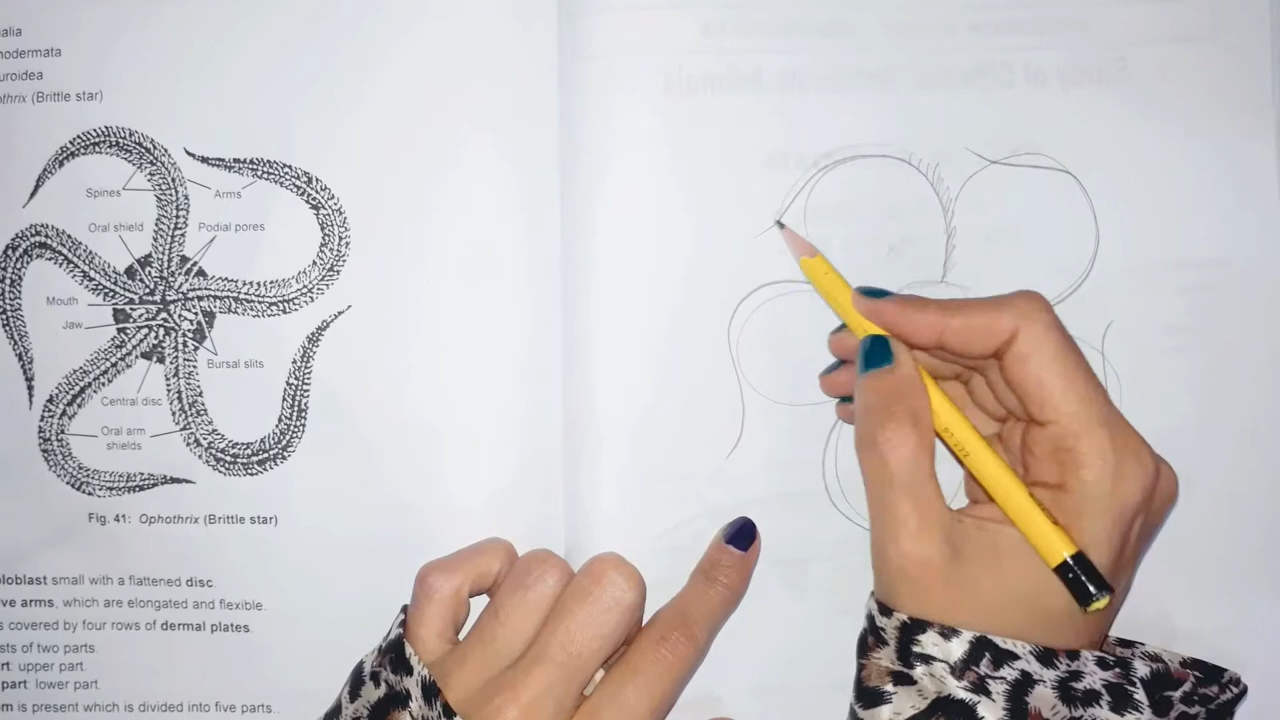 alia
nodermata
uroidea
othrix (Brittle star)
Spines
Arms
Oral shield
Podial pores
Mouth
Jaw
Bursal slits
Central disc
Oral arm
shields
Fig. 41: Ophothrix (Brittle star)
loblast small with a flattened disc.
ve arms, which are elongated and flexible.
s covered by four rows of dermal plates.
sts of two parts.
rt: upper part.
part: lower part.
m is present which is divided into five parts.